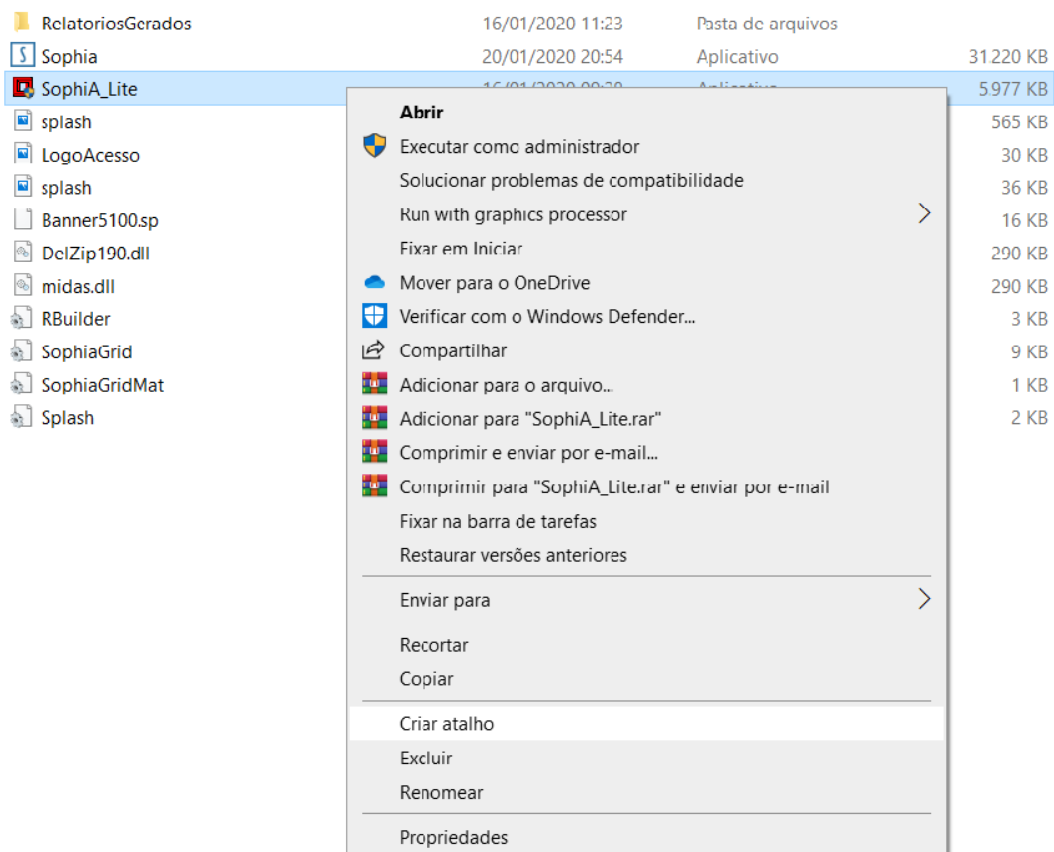 RelatoriosGerados 16/01/2020 11:23 Pasta de arquivos
Sophia 20/01/2020 20:54 Aplicativo 31.220 KB
SophiA_Lite 16/01/2020 Aplicativo 5.977 KB
splash 565 KB
LogoAcesso 30 KB
splash 36 KB
Banner5100.sp 16 KB
DelZip190.dll 290 KB
midas.dll 290 KB
RBuilder 3 KB
SophiaGrid 9 KB
SophiaGridMat 1 KB
Splash 2 KB
Abrir
Executar como administrador
Solucionar problemas de compatibilidade
Run with graphics processor
Fixar em Iniciar
Mover para o OneDrive
Verificar com o Windows Defender...
Compartilhar
Adicionar para o arquivo...
Adicionar para "SophiA_Lite.rar"
Comprimir e enviar por e-mail...
Comprimir para "SophiA_Lite.rar" e enviar por e-mail
Fixar na barra de tarefas
Restaurar versões anteriores
Enviar para
Recortar
Copiar
Criar atalho
Excluir
Renomear
Propriedades